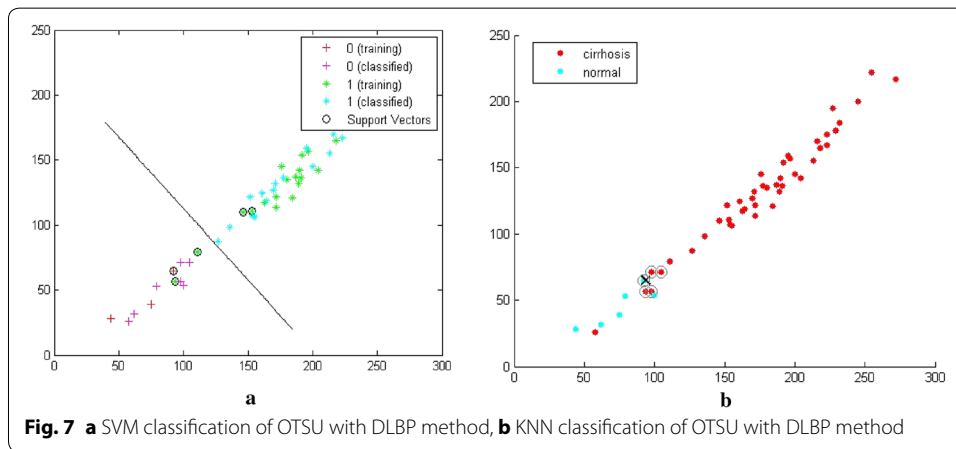 250
200
150
100
50
0
0 50 100 150 200 250 300
0 (training)
0 (classified)
1 (training)
1 (classified)
Support Vectors
a
250
200
150
100
50
0
0 50 100 150 200 250 300
cirrhosis
normal
b
Fig. 7 a SVM classification of OTSU with DLBP method, b KNN classification of OTSU with DLBP method